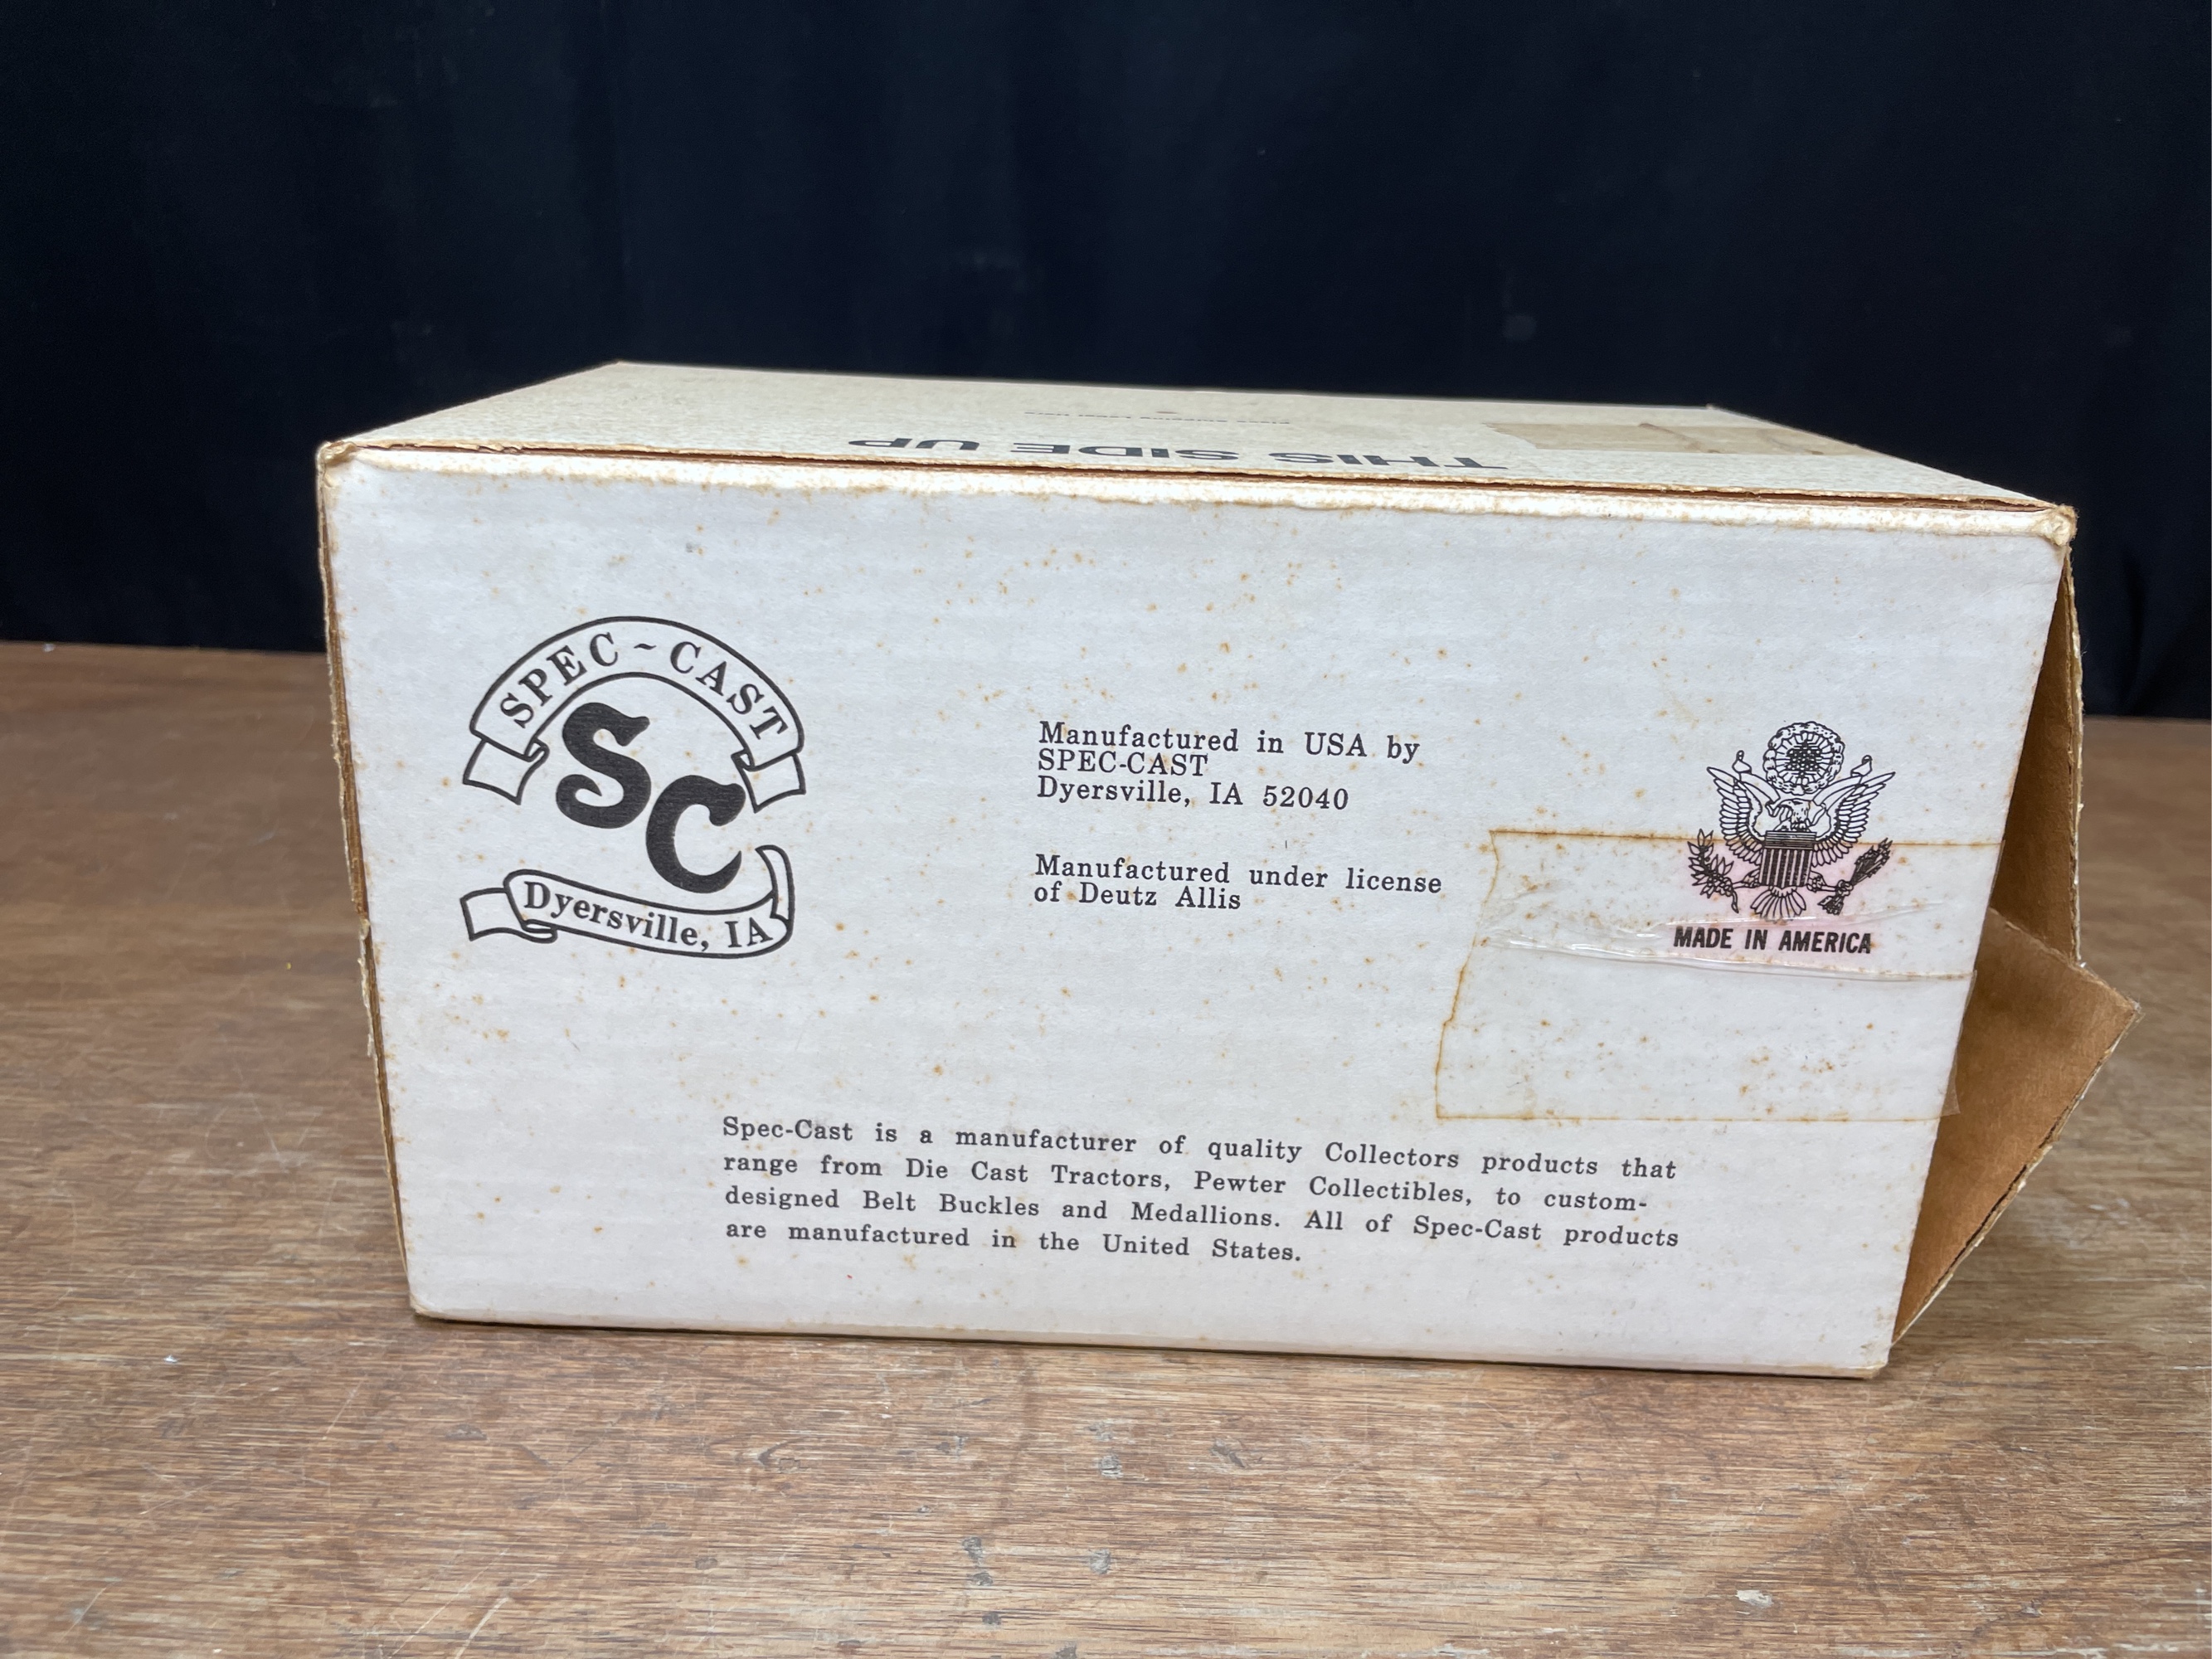 THIS SIDE UP
SPEC~CAST
SC
Dyersville, IA
Manufactured in USA by
SPEC-CAST
Dyersville, IA 52040
Manufactured under license
of Deutz Allis
MADE IN AMERICA
Spec-Cast is a manufacturer of quality Collectors products that
range from Die Cast Tractors, Pewter Collectibles, to custom-
designed Belt Buckles and Medallions. All of Spec-Cast products
are manufactured in the United States.